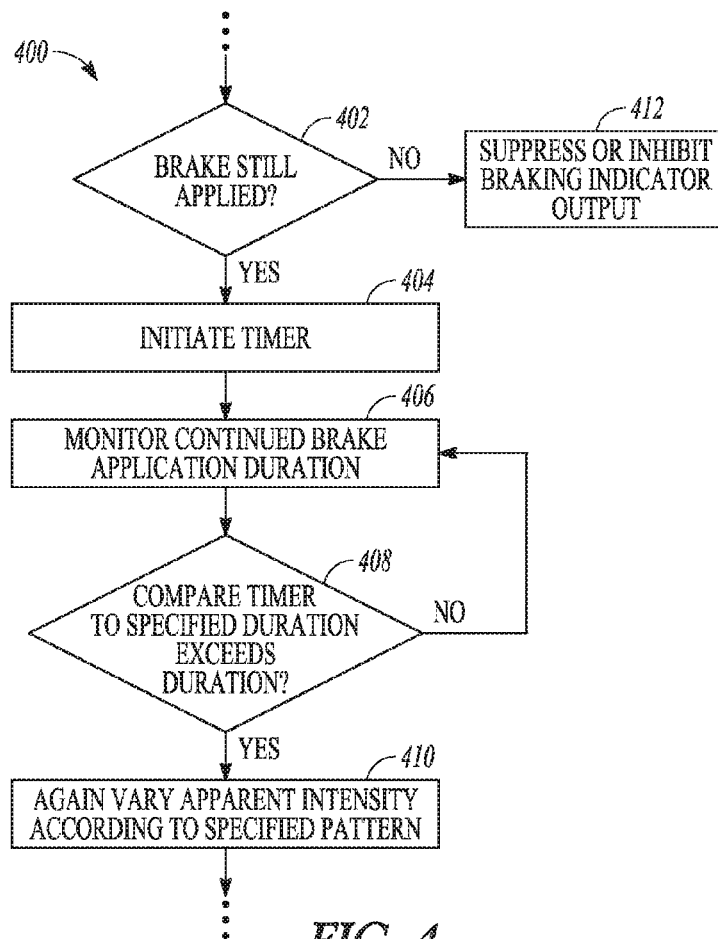 400
402
BRAKE STILL
APPLIED?
NO
412
SUPPRESS OR INHIBIT
BRAKING INDICATOR
OUTPUT
YES
404
INITIATE TIMER
406
MONITOR CONTINUED BRAKE
APPLICATION DURATION
408
COMPARE TIMER
TO SPECIFIED DURATION
EXCEEDS
DURATION?
NO
YES
410
AGAIN VARY APPARENT INTENSITY
ACCORDING TO SPECIFIED PATTERN
FIG. 4